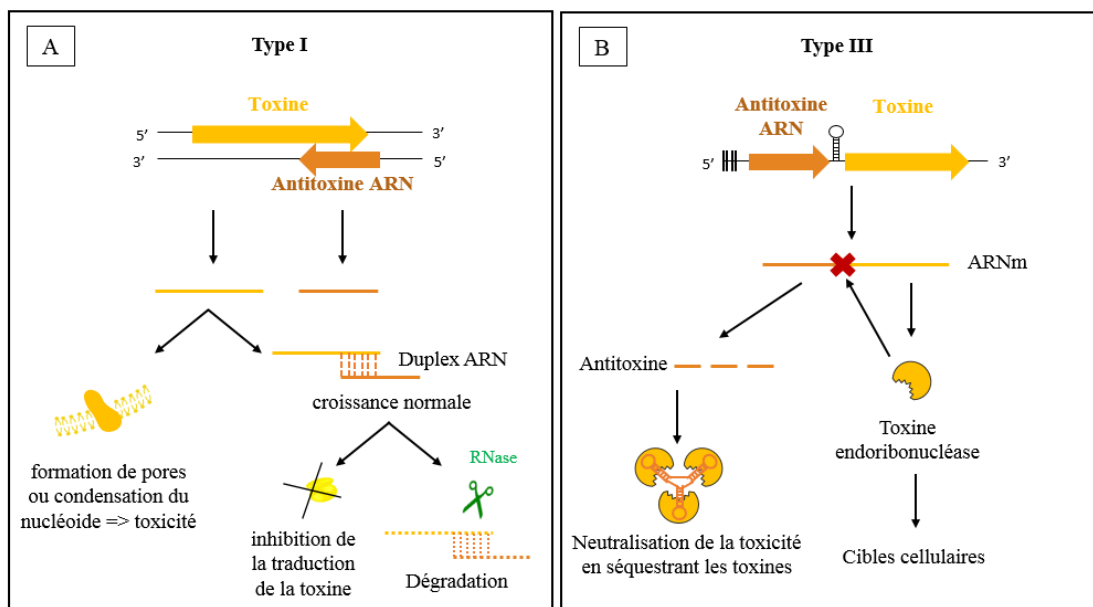 A
Type I
Toxine
5'
3'
3'
5'
Antitoxine ARN
Duplex ARN
croissance normale
formation de pores
ou condensation du
nucléoide => toxicité
RNase
inhibition de
la traduction
de la toxine
Dégradation
B
Type III
Antitoxine
ARN
Toxine
5'
3'
ARNm
Antitoxine
Toxine
endoribonucléase
Neutralisation de la toxicité
en séquestrant les toxines
Cibles cellulaires